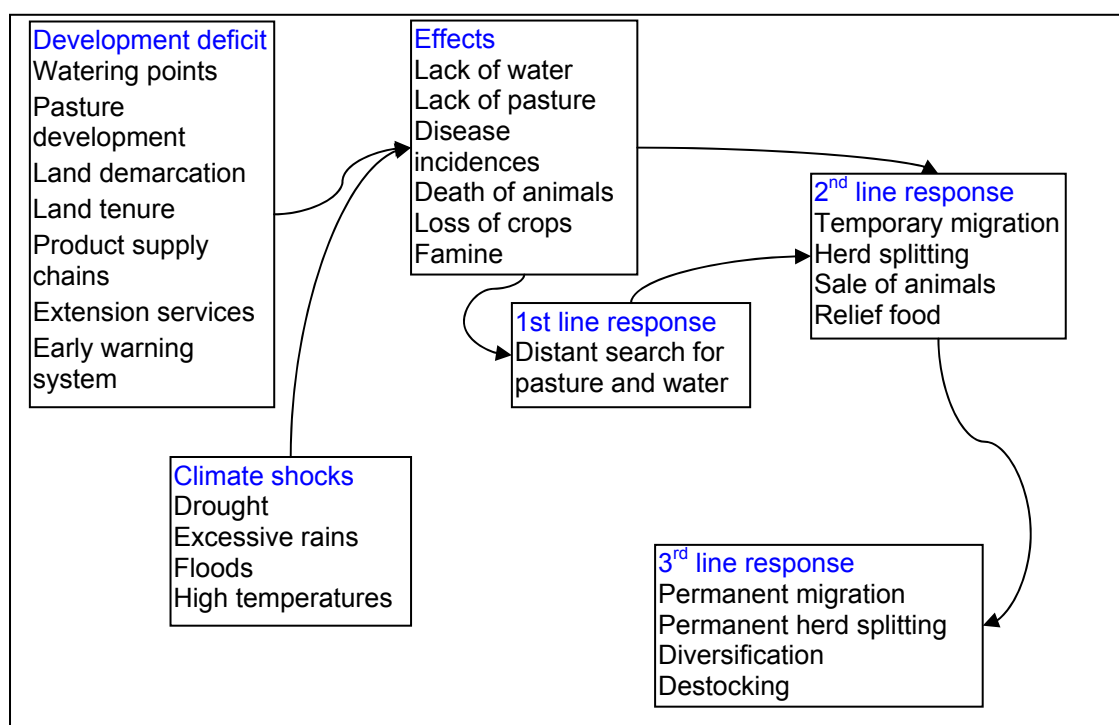 Development deficit
Watering points
Pasture
development
Land demarcation
Land tenure
Product supply
chains
Extension services
Early warning
system
Effects
Lack of water
Lack of pasture
Disease
incidences
Death of animals
Loss of crops
Famine
Climate shocks
Drought
Excessive rains
Floods
High temperatures
1st line response
Distant search for
pasture and water
2nd line response
Temporary migration
Herd splitting
Sale of animals
Relief food
3rd line response
Permanent migration
Permanent herd splitting
Diversification
Destocking